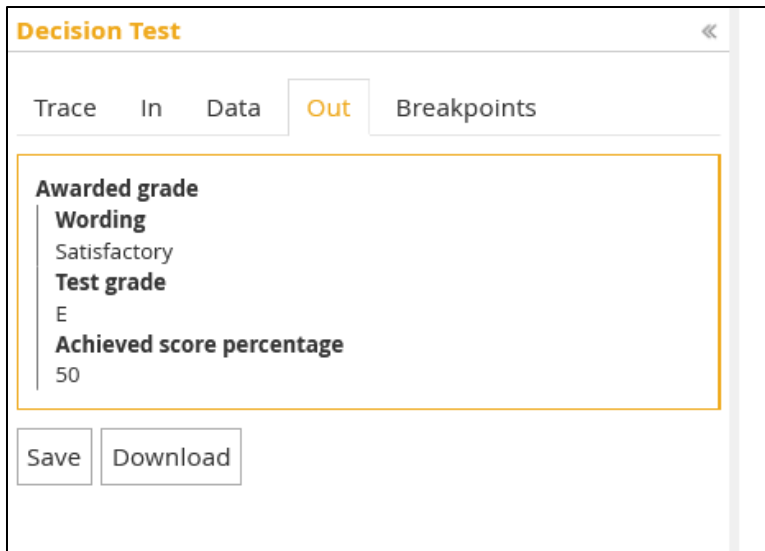 Decision Test
Trace In Data Out Breakpoints
Awarded grade
Wording
Satisfactory
Test grade
E
Achieved score percentage
50
Save Download